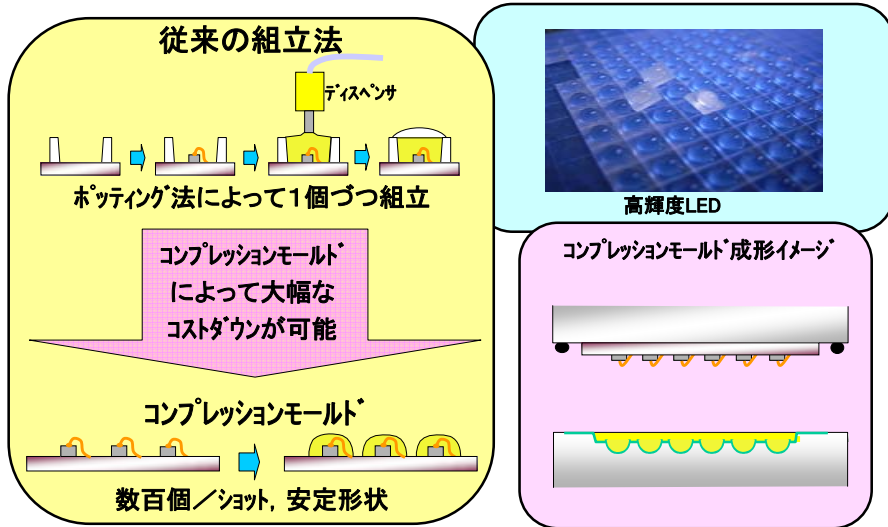 従来の組立法
ディスペンサ
ポッティング法によって1個づつ組立
コンプレッションモールド
によって大幅な
コストダウンが可能
コンプレッションモールド
数百個／ショット，安定形状
高輝度LED
コンプレッションモールド成形イメージ